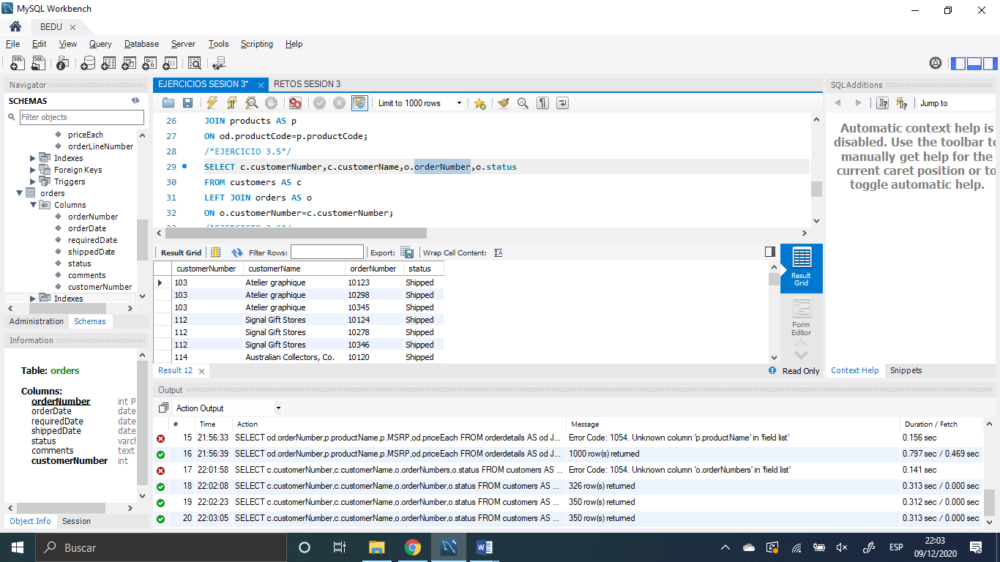 MySQL Workbench
BEDU
File Edit View Query Database Server Tools Scripting Help
Navigator
SCHEMAS
Filter objects
priceEach
orderLineNumber
Indexes
Foreign Keys
Triggers
orders
Columns
orderNumber
orderDate
requiredDate
shippedDate
status
comments
customerNumber
Indexes
Administration Schemas
Information
Table: orders
Columns:
orderNumber int P
orderDate date
requiredDate date
shippedDate date
status varch
comments text
customerNumber int
Object Info Session
EJERCICIOS SESION 3* RETOS SESION 3
Limit to 1000 rows
26 JOIN products AS p
27 ON od.productCode=p.productCode;
28 /*EJERCICIO 3.5*/
29 SELECT c.customerNumber,c.customerName,o.orderNumber,o.status
30 FROM customers AS c
31 LEFT JOIN orders AS o
32 ON o.customerNumber=c.customerNumber;
Result Grid Filter Rows: Export: Wrap Cell Content:
customerNumber customerName orderNumber status
103 Atelier graphique 10123 Shipped
103 Atelier graphique 10298 Shipped
103 Atelier graphique 10345 Shipped
112 Signal Gift Stores 10124 Shipped
112 Signal Gift Stores 10278 Shipped
112 Signal Gift Stores 10346 Shipped
114 Australian Collectors, Co. 10120 Shipped
Result Grid
Form Editor
Result 12
Read Only
SQLAdditions
Jump to
Automatic context help is
disabled. Use the toolbar to
manually get help for the
current caret position or to
toggle automatic help.
Context Help Snippets
Output
Action Output
# Time Action Message Duration / Fetch
15 21:56:33 SELECT od.orderNumber,p.productName,p.MSRP,od.priceEach FROM orderdetails AS od J... Error Code: 1054. Unknown column 'p.productName' in 'field list' 0.156 sec
16 21:56:39 SELECT od.orderNumber,p.productName,p.MSRP,od.priceEach FROM orderdetails AS od J... 1000 row(s) returned 0.797 sec / 0.469 sec
17 22:01:58 SELECT c.customerNumber,c.customerName,o.orderNumbers,o.status FROM customers AS ... Error Code: 1054. Unknown column 'o.orderNumbers' in 'field list' 0.141 sec
18 22:02:08 SELECT c.customerNumber,c.customerName,o.orderNumber,o.status FROM customers AS ... 326 row(s) returned 0.313 sec / 0.000 sec
19 22:02:23 SELECT c.customerNumber,c.customerName,o.orderNumber,o.status FROM customers AS ... 350 row(s) returned 0.312 sec / 0.000 sec
20 22:03:05 SELECT c.customerNumber,c.customerName,o.orderNumber,o.status FROM customers AS ... 350 row(s) returned 0.313 sec / 0.000 sec
Buscar
ESP
22:03
09/12/2020